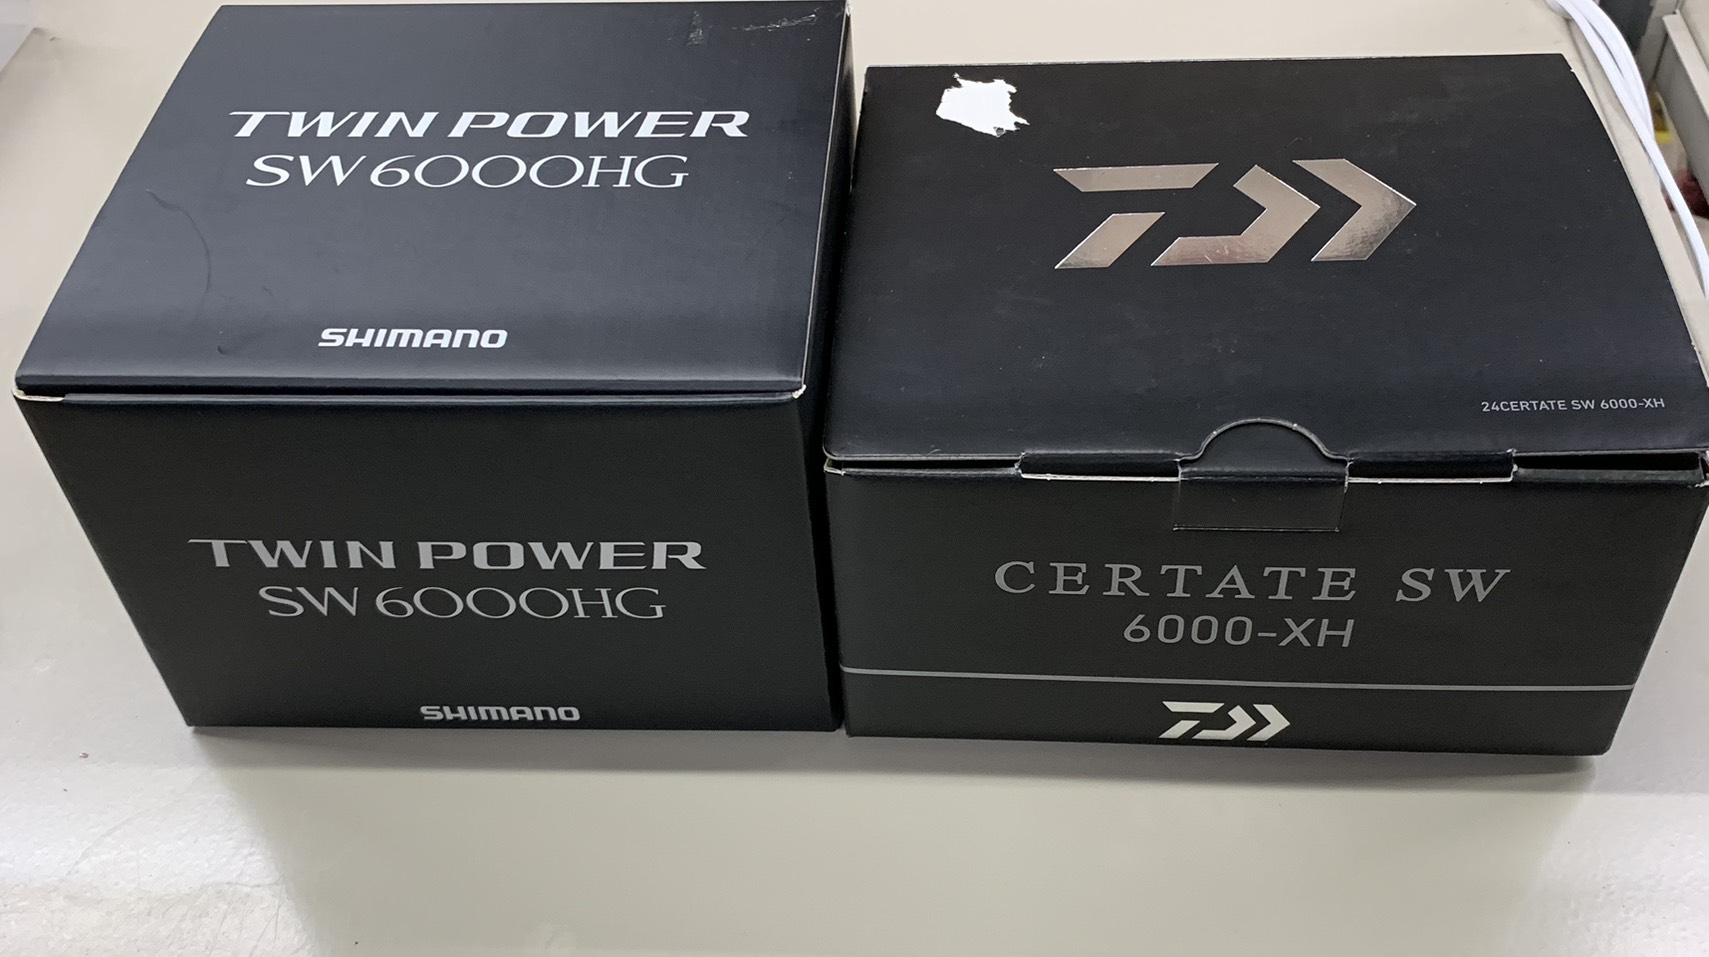 TWIN POWER
SW 6000HG
SHIMANO
TWIN POWER
SW 6000HG
SHIMANO
24CERTATE SW 6000-XH
CERTATE SW
6000-XH